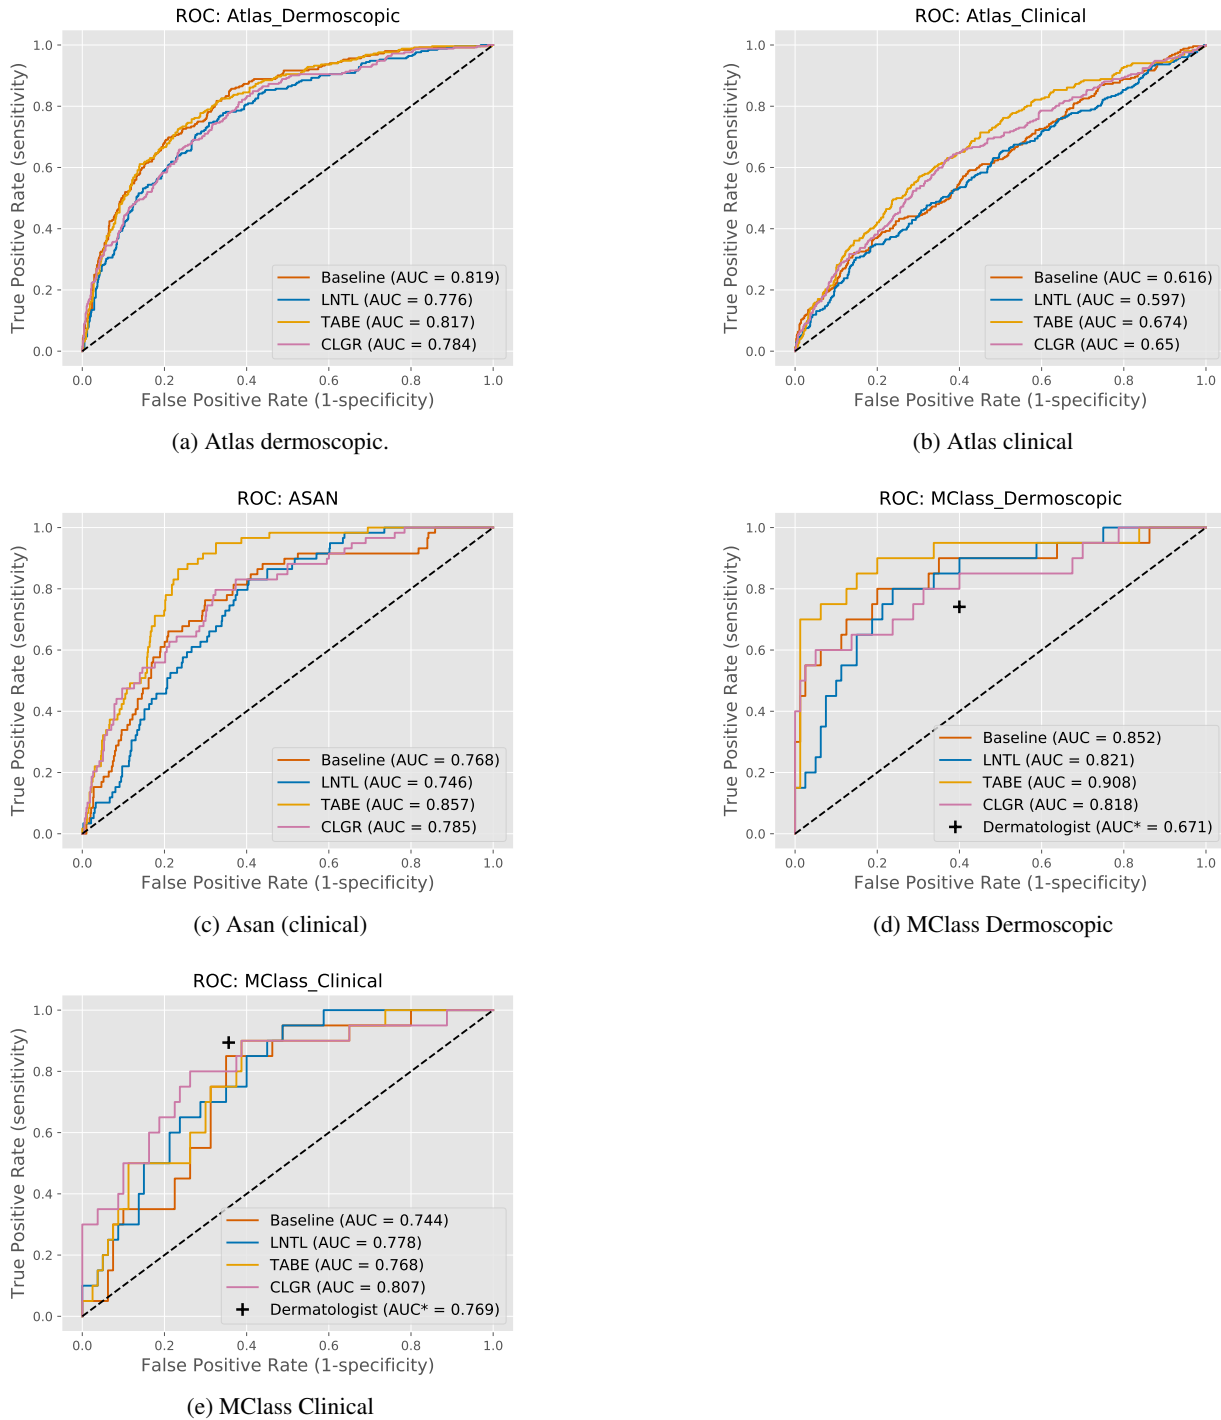 ROC: Atlas_Dermoscopic
True Positive Rate (sensitivity)
1.0
0.8
0.6
0.4
0.2
0.0
Baseline (AUC = 0.819)
LNTL (AUC = 0.776)
TABE (AUC = 0.817)
CLGR (AUC = 0.784)
0.0 0.2 0.4 0.6 0.8 1.0
False Positive Rate (1-specificity)
(a) Atlas dermoscopic.
ROC: Atlas_Clinical
True Positive Rate (sensitivity)
1.0
0.8
0.6
0.4
0.2
0.0
Baseline (AUC = 0.616)
LNTL (AUC = 0.597)
TABE (AUC = 0.674)
CLGR (AUC = 0.65)
0.0 0.2 0.4 0.6 0.8 1.0
False Positive Rate (1-specificity)
(b) Atlas clinical
ROC: ASAN
True Positive Rate (sensitivity)
1.0
0.8
0.6
0.4
0.2
0.0
Baseline (AUC = 0.768)
LNTL (AUC = 0.746)
TABE (AUC = 0.857)
CLGR (AUC = 0.785)
0.0 0.2 0.4 0.6 0.8 1.0
False Positive Rate (1-specificity)
(c) Asan (clinical)
ROC: MClass_Dermoscopic
True Positive Rate (sensitivity)
1.0
0.8
0.6
0.4
0.2
0.0
Baseline (AUC = 0.852)
LNTL (AUC = 0.821)
TABE (AUC = 0.908)
CLGR (AUC = 0.818)
Dermatologist (AUC* = 0.671)
0.0 0.2 0.4 0.6 0.8 1.0
False Positive Rate (1-specificity)
(d) MClass Dermoscopic
ROC: MClass_Clinical
True Positive Rate (sensitivity)
1.0
0.8
0.6
0.4
0.2
0.0
Baseline (AUC = 0.744)
LNTL (AUC = 0.778)
TABE (AUC = 0.768)
CLGR (AUC = 0.807)
Dermatologist (AUC* = 0.769)
0.0 0.2 0.4 0.6 0.8 1.0
False Positive Rate (1-specificity)
(e) MClass Clinical